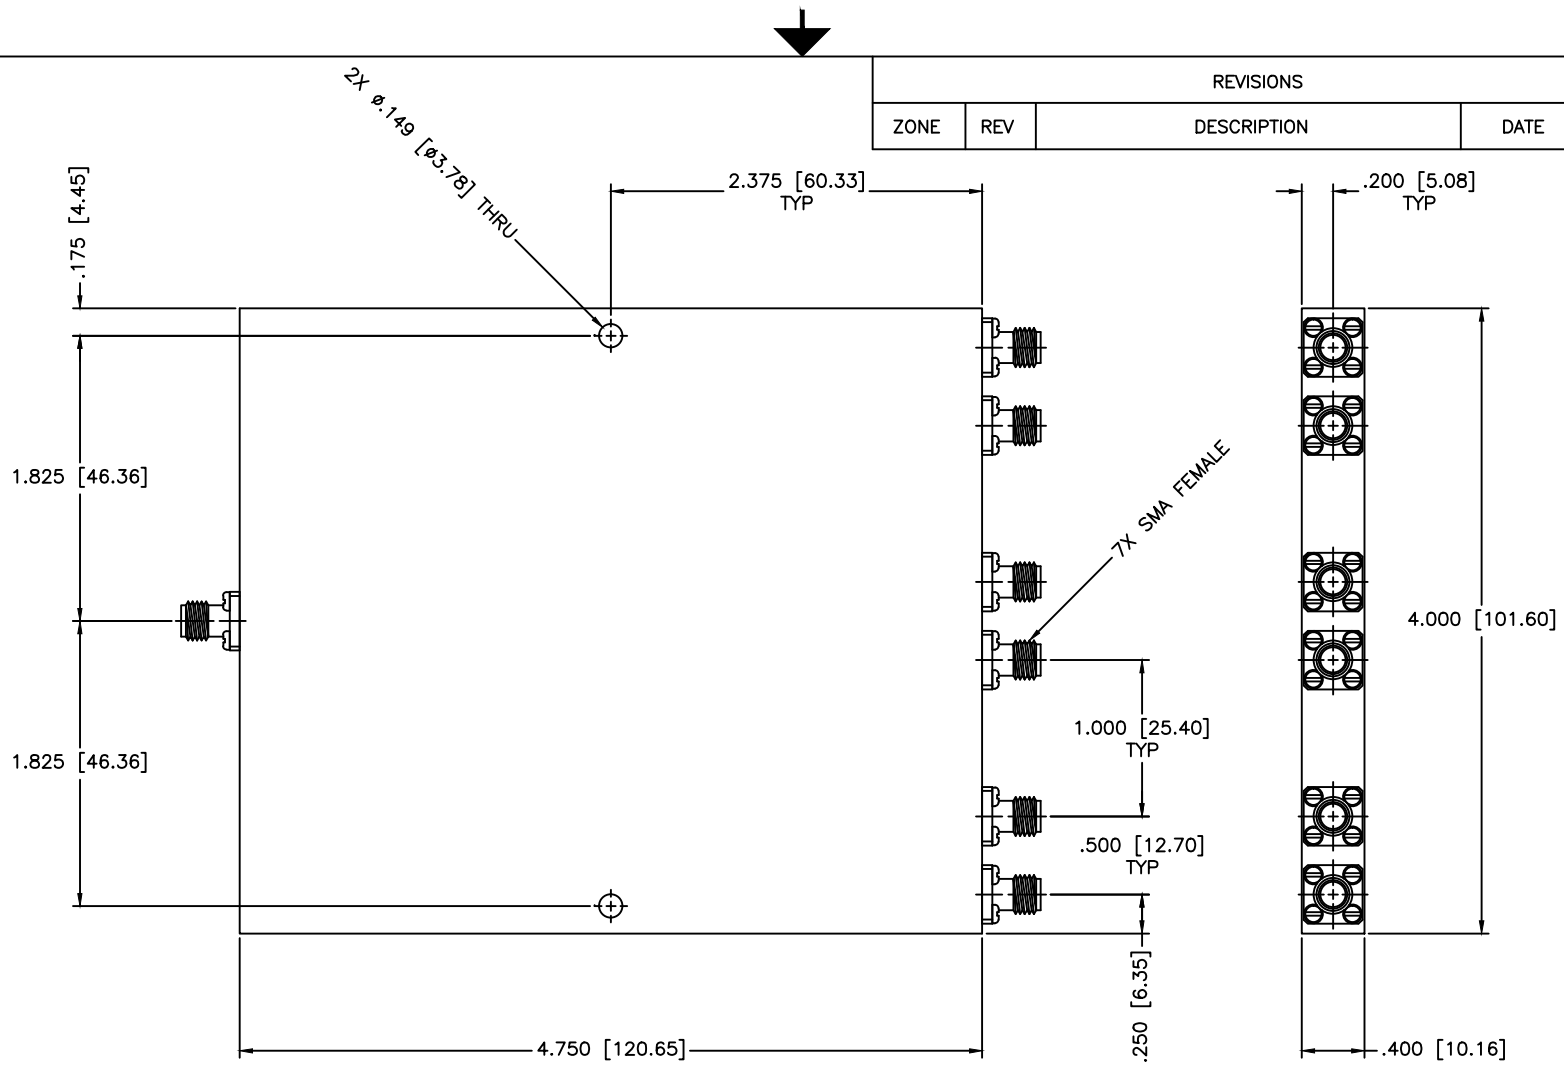 REVISIONS
ZONE REV DESCRIPTION DATE
2X ø.149 [ø3.78] THRU
.175 [4.45]
2.375 [60.33]
TYP
.200 [5.08]
TYP
1.825 [46.36]
7X SMA FEMALE
4.000 [101.60]
1.000 [25.40]
TYP
1.825 [46.36]
.500 [12.70]
TYP
.250 [6.35]
4.750 [120.65]
.400 [10.16]